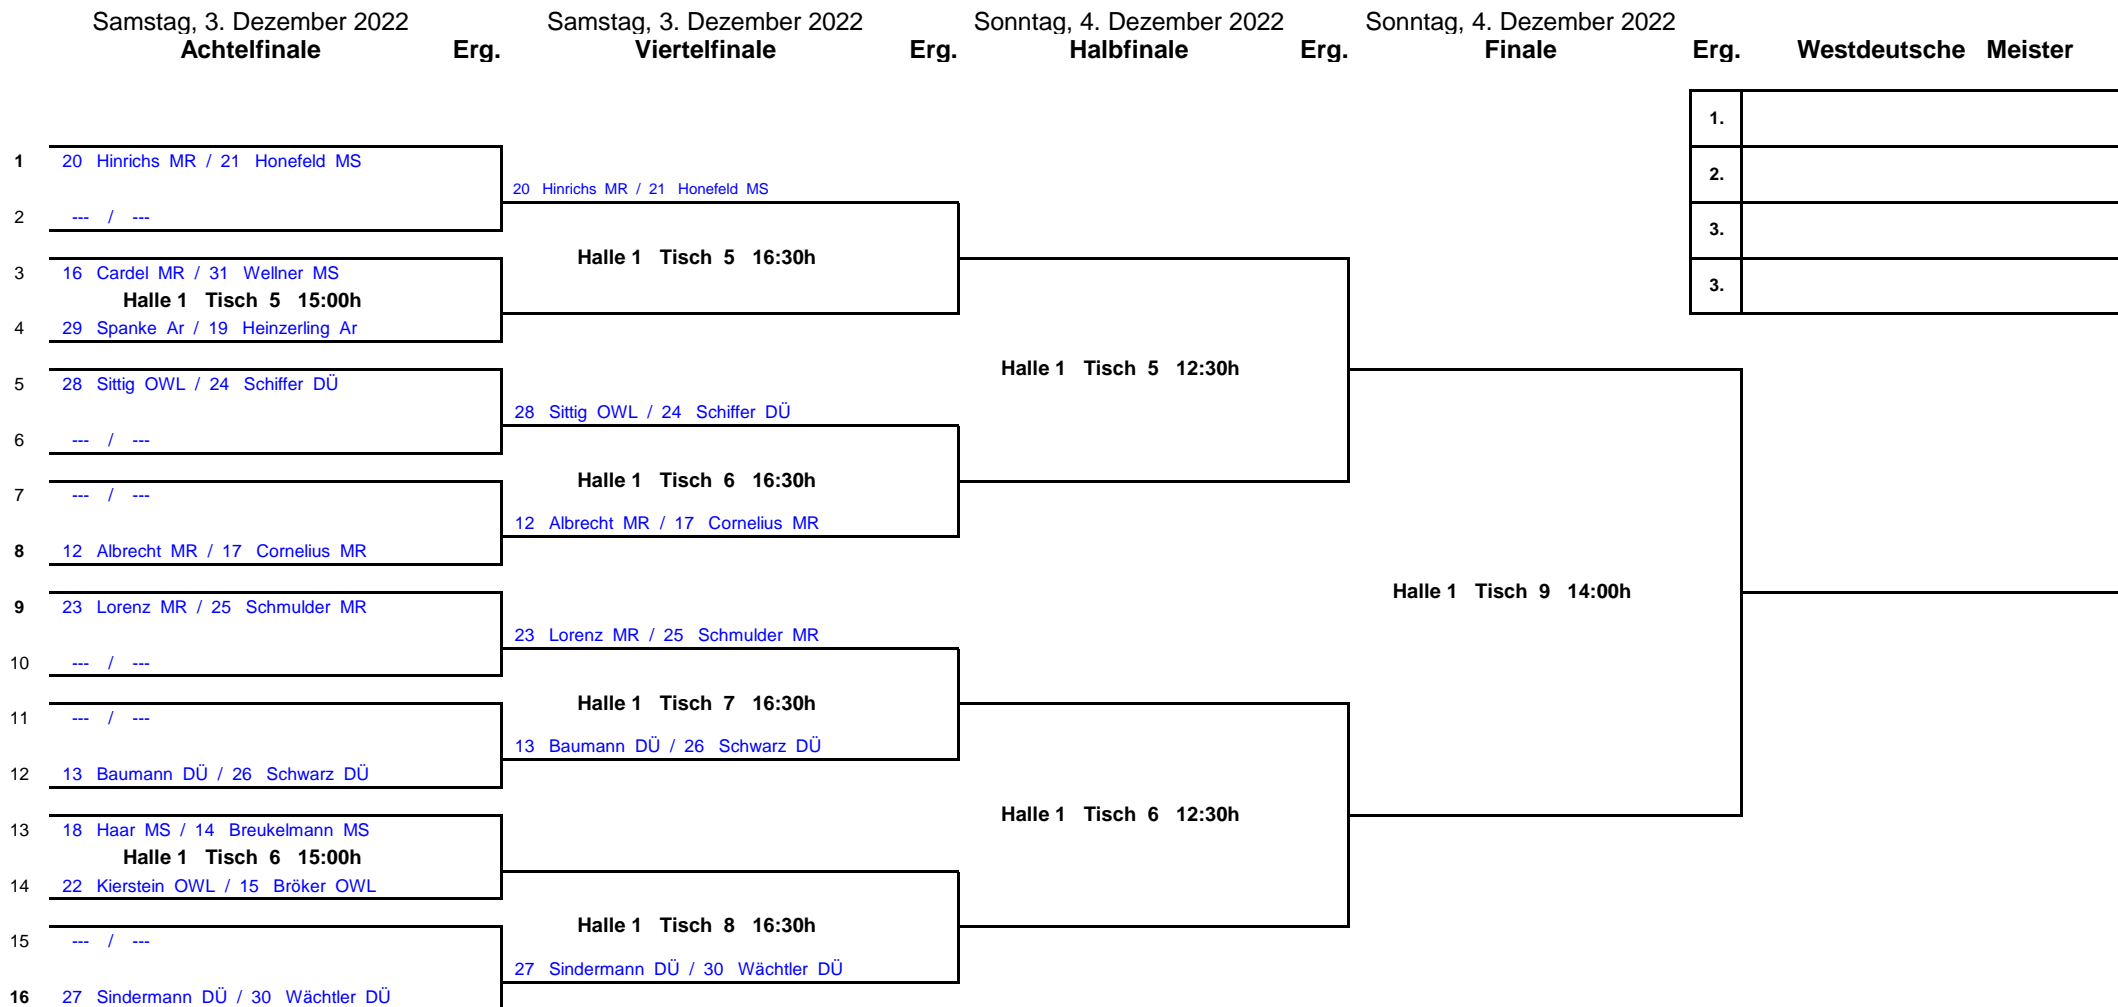 Samstag, 3. Dezember 2022 Samstag, 3. Dezember 2022 Sonntag, 4. Dezember 2022 Sonntag, 4. Dezember 2022
Achtelfinale Erg. Viertelfinale Erg. Halbfinale Erg. Finale Erg. Westdeutsche Meister
1.
1 20 Hinrichs MR / 21 Honefeld MS
2.
20 Hinrichs MR / 21 Honefeld MS
2 --- / ---
3.
Halle 1 Tisch 5 16:30h
3 16 Cardel MR / 31 Wellner MS
3.
Halle 1 Tisch 5 15:00h
4 29 Spanke Ar / 19 Heinzerling Ar
Halle 1 Tisch 5 12:30h
5 28 Sittig OWL / 24 Schiffer DÜ
28 Sittig OWL / 24 Schiffer DÜ
6 --- / ---
Halle 1 Tisch 6 16:30h
7 --- / ---
12 Albrecht MR / 17 Cornelius MR
8 12 Albrecht MR / 17 Cornelius MR
Halle 1 Tisch 9 14:00h
9 23 Lorenz MR / 25 Schmulder MR
23 Lorenz MR / 25 Schmulder MR
10 --- / ---
Halle 1 Tisch 7 16:30h
11 --- / ---
13 Baumann DÜ / 26 Schwarz DÜ
12 13 Baumann DÜ / 26 Schwarz DÜ
Halle 1 Tisch 6 12:30h
13 18 Haar MS / 14 Breukelmann MS
Halle 1 Tisch 6 15:00h
14 22 Kierstein OWL / 15 Bröker OWL
Halle 1 Tisch 8 16:30h
15 --- / ---
27 Sindermann DÜ / 30 Wächtler DÜ
16 27 Sindermann DÜ / 30 Wächtler DÜ